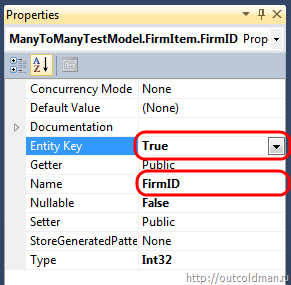 Properties
ManyToManyTestModel.FirmItem.FirmID Prope
Concurrency Mode None
Default Value (None)
Documentation
Entity Key True
Getter Public
Name FirmID
Nullable False
Setter Public
StoreGeneratedPatte None
Type Int32
http://outcoldman.ru